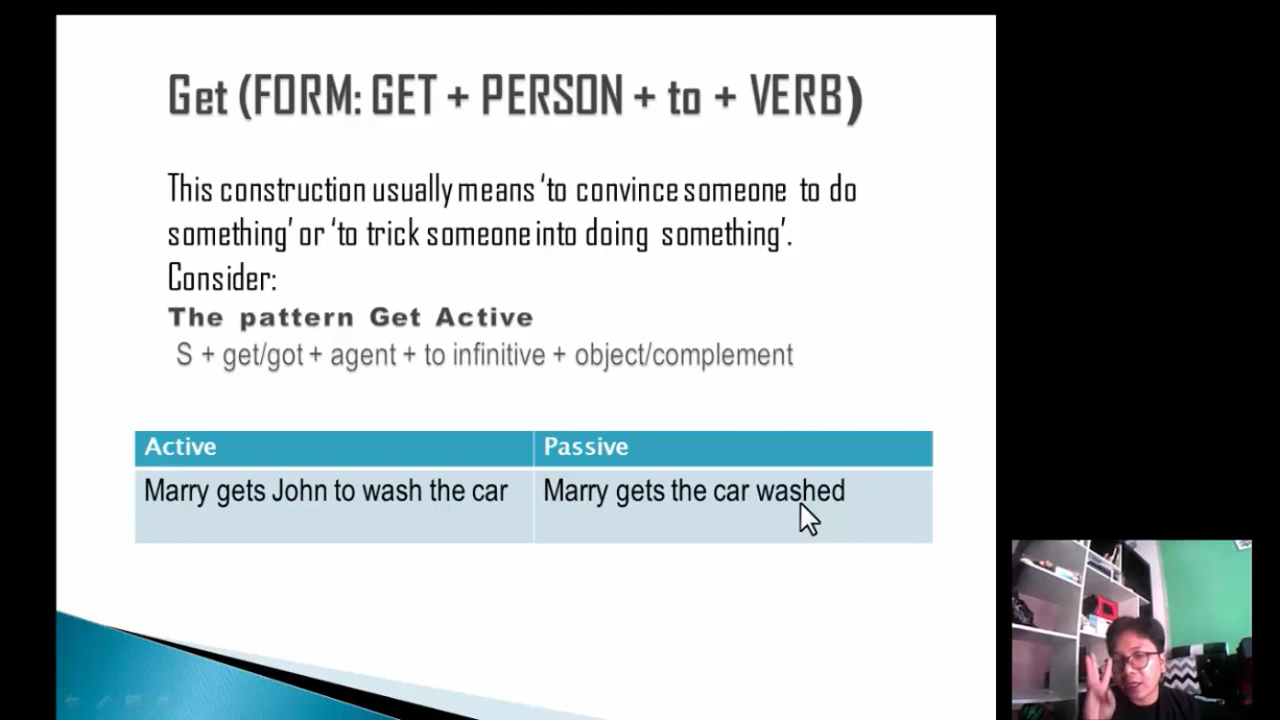 Get (FORM: GET + PERSON + to + VERB)
This construction usually means ‘to convince someone to do
something’ or ‘to trick someone into doing something’.
Consider:
The pattern Get Active
S + get/got + agent + to infinitive + object/complement
Active
Passive
Marry gets John to wash the car
Marry gets the car washed